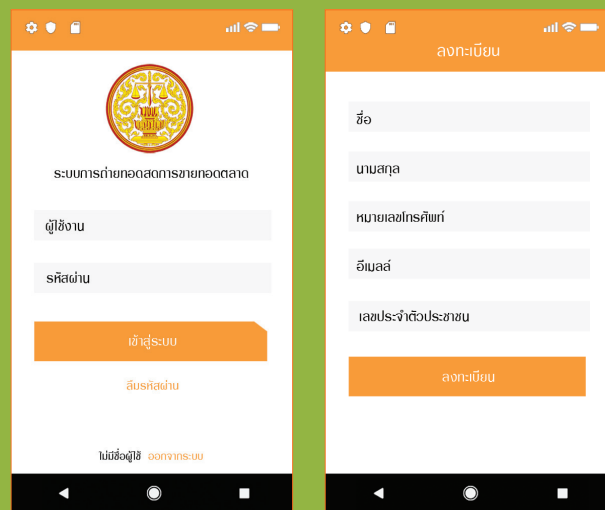 ระบบการถ่ายทอดสดการขายทอดตลาด
ผู้ใช้งาน
รหัสผ่าน
เข้าสู่ระบบ
ลืมรหัสผ่าน
ไม่มีชื่อผู้ใช้ ออกจากระบบ
ลงทะเบียน
ชื่อ
นามสกุล
หมายเลขโทรศัพท์
อีเมลล์
เลขประจำตัวประชาชน
ลงทะเบียน